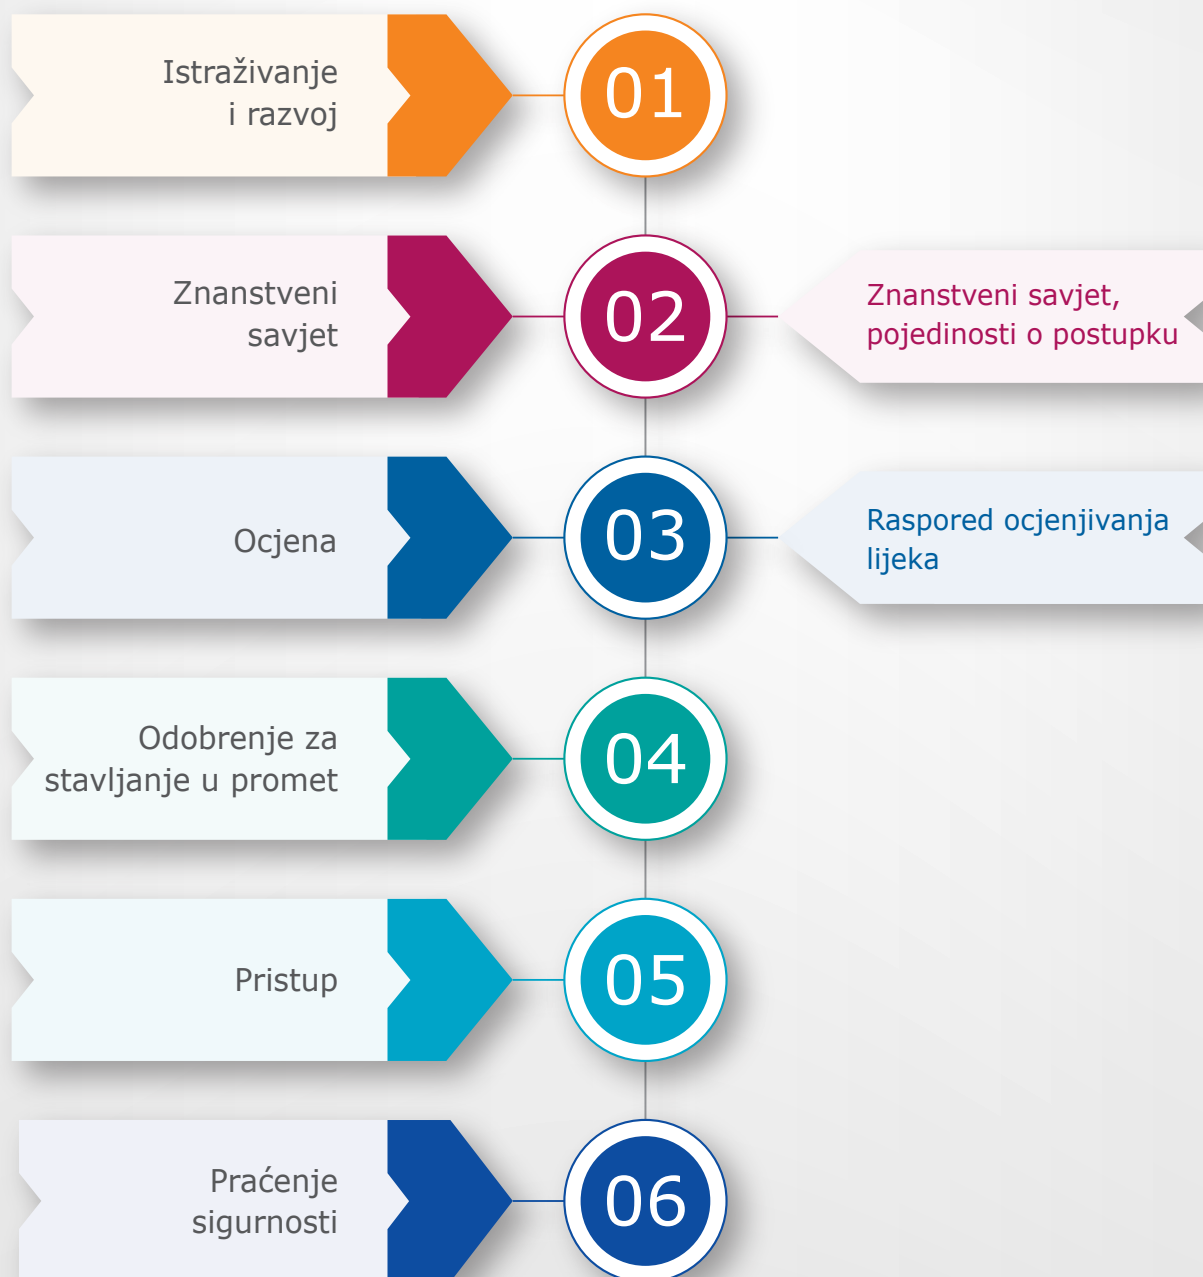 Istraživanje
i razvoj
01
Znanstveni
savjet
02
Znanstveni savjet,
pojedinosti o postupku
Ocjena
03
Raspored ocjenjivanja
lijeka
Odobrenje za
stavljanje u promet
04
Pristup
05
Praćenje
sigurnosti
06